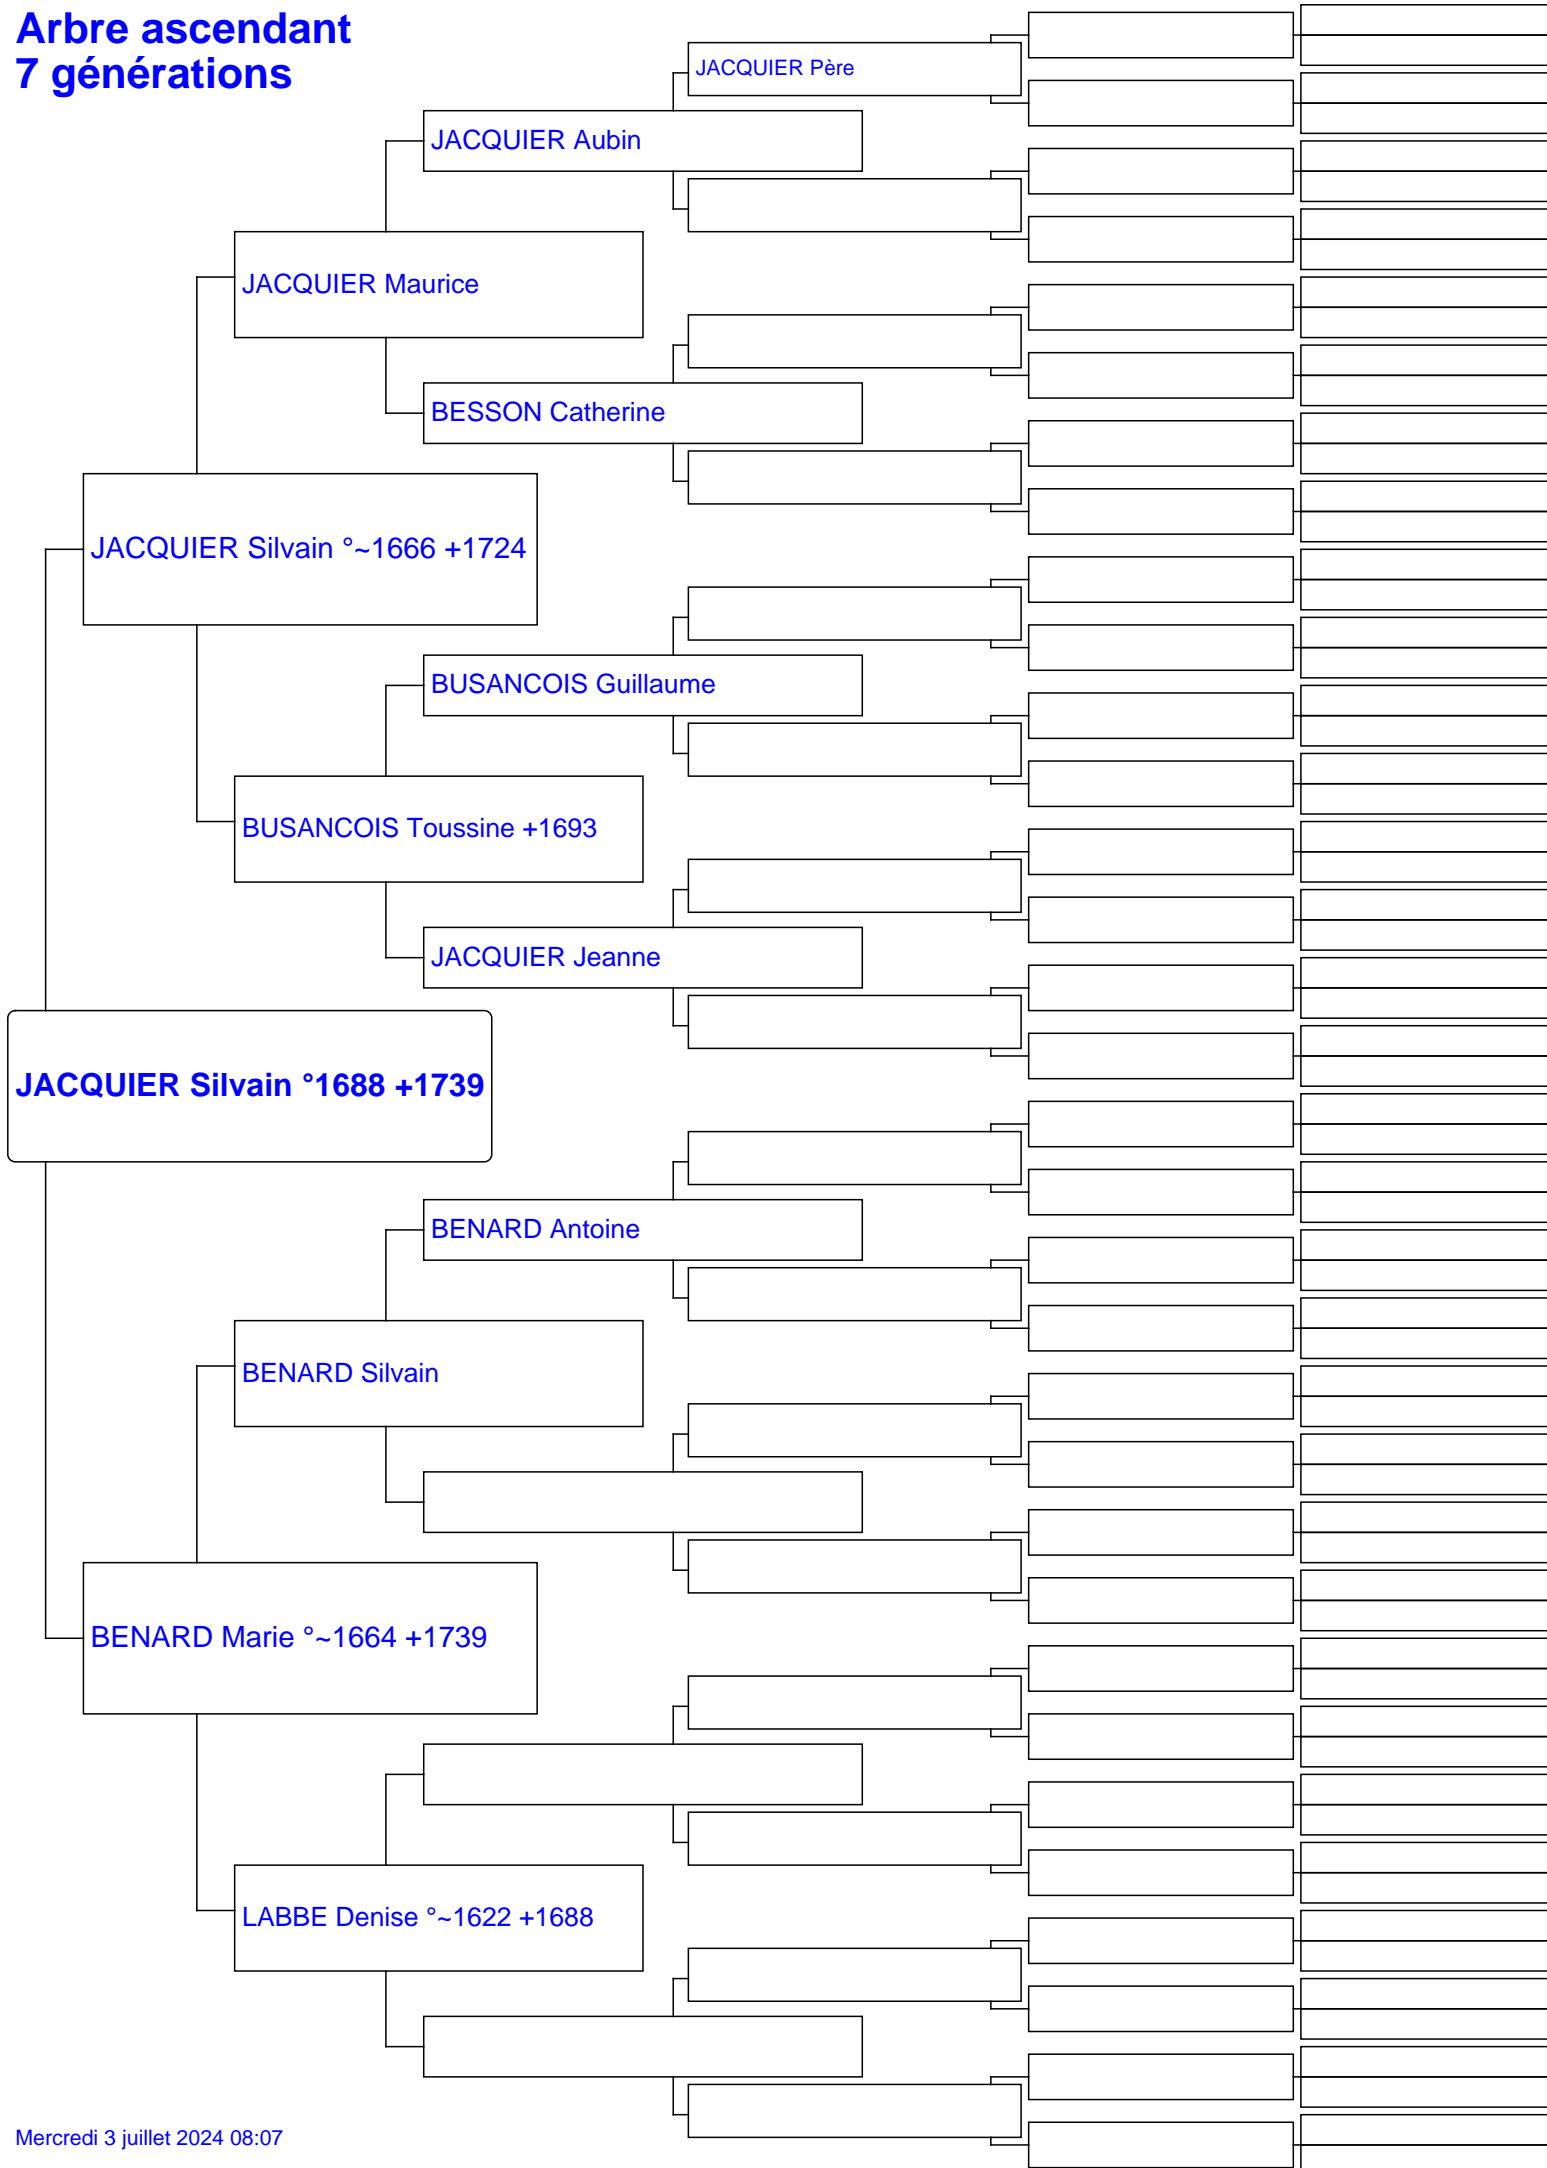 Arbre ascendant
7 générations
JACQUIER Père
JACQUIER Aubin
JACQUIER Maurice
BESSON Catherine
JACQUIER Silvain °~1666 +1724
BUSANCOIS Guillaume
BUSANCOIS Toussine +1693
JACQUIER Jeanne
JACQUIER Silvain °1688 +1739
BENARD Antoine
BENARD Silvain
BENARD Marie °~1664 +1739
LABBE Denise °~1622 +1688
Mercredi 3 juillet 2024 08:07